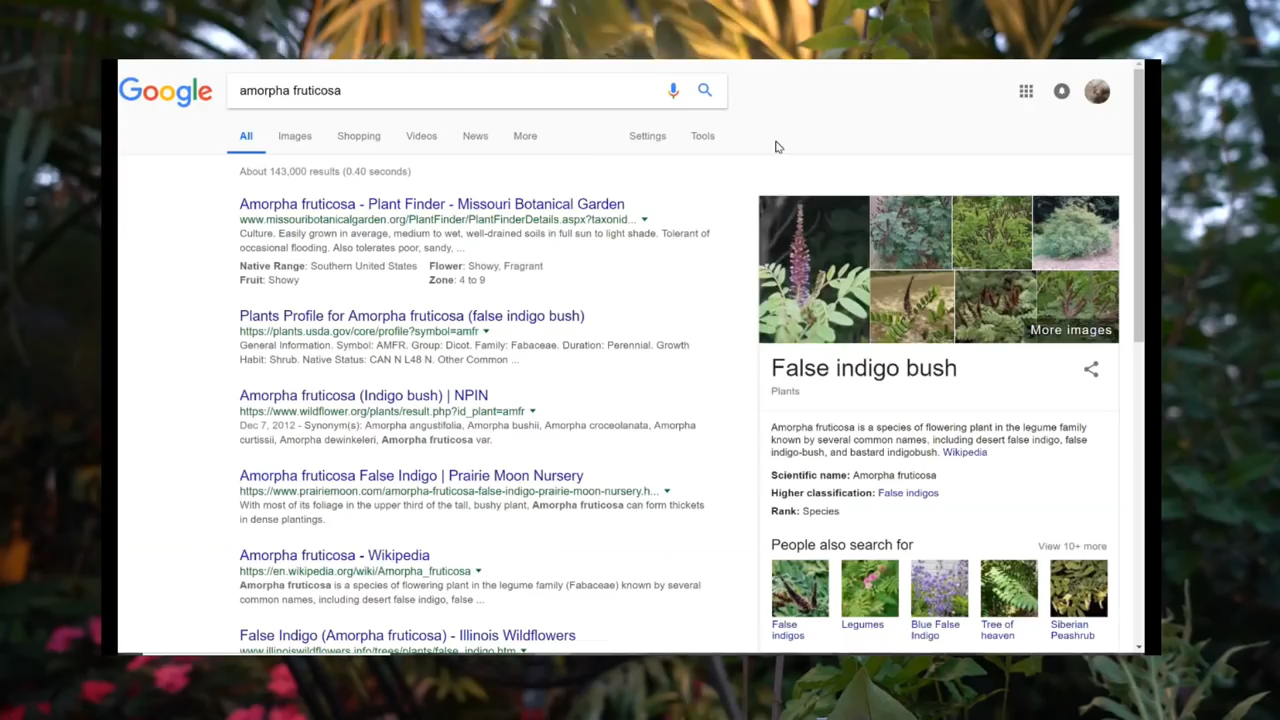 Google
amorpha fruticosa
All Images Shopping Videos News More Settings Tools
About 143,000 results (0.40 seconds)
Amorpha fruticosa - Plant Finder - Missouri Botanical Garden
www.missouribotanicalgarden.org/PlantFinder/PlantFinderDetails.aspx?taxonid...
Culture. Easily grown in average, medium to wet, well-drained soils in full sun to light shade. Tolerant of
occasional flooding. Also tolerates poor, sandy, ...
Native Range: Southern United States Flower: Showy, Fragrant
Fruit: Showy Zone: 4 to 9
Plants Profile for Amorpha fruticosa (false indigo bush)
https://plants.usda.gov/core/profile?symbol=amfr
General Information. Symbol: AMFR. Group: Dicot. Family: Fabaceae. Duration: Perennial. Growth
Habit: Shrub. Native Status: CAN N L48 N. Other Common ...
Amorpha fruticosa (Indigo bush) | NPIN
https://www.wildflower.org/plants/result.php?id_plant=amfr
Dec 7, 2012 - Synonym(s): Amorpha angustifolia, Amorpha bushii, Amorpha croceolanata, Amorpha
curtissii, Amorpha dewinkeleri, Amorpha fruticosa var.
Amorpha fruticosa False Indigo | Prairie Moon Nursery
https://www.prairiemoon.com/amorpha-fruticosa-false-indigo-prairie-moon-nursery.h...
With most of its foliage in the upper third of the tall, bushy plant, Amorpha fruticosa can form thickets
in dense plantings.
Amorpha fruticosa - Wikipedia
https://en.wikipedia.org/wiki/Amorpha_fruticosa
Amorpha fruticosa is a species of flowering plant in the legume family (Fabaceae) known by several
common names, including desert false indigo, false ...
False Indigo (Amorpha fruticosa) - Illinois Wildflowers
www.illinoiswildflowers.info/trees/plants/false_indigo.htm
More images
False indigo bush
Plants
Amorpha fruticosa is a species of flowering plant in the legume family
known by several common names, including desert false indigo, false
indigo-bush, and bastard indigobush. Wikipedia
Scientific name: Amorpha fruticosa
Higher classification: False indigos
Rank: Species
People also search for View 10+ more
False indigos
Legumes
Blue False Indigo
Tree of heaven
Siberian Peashrub